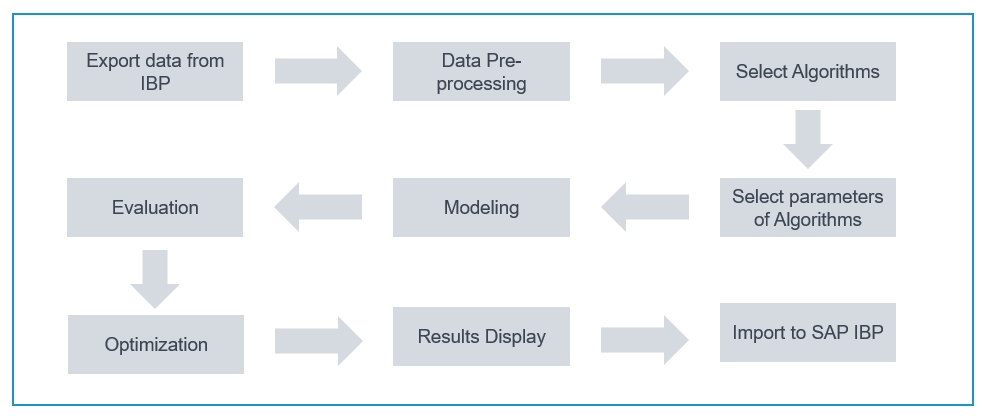 Export data from
IBP
Data Pre-
processing
Select Algorithms
Select parameters
of Algorithms
Modeling
Evaluation
Optimization
Results Display
Import to SAP IBP